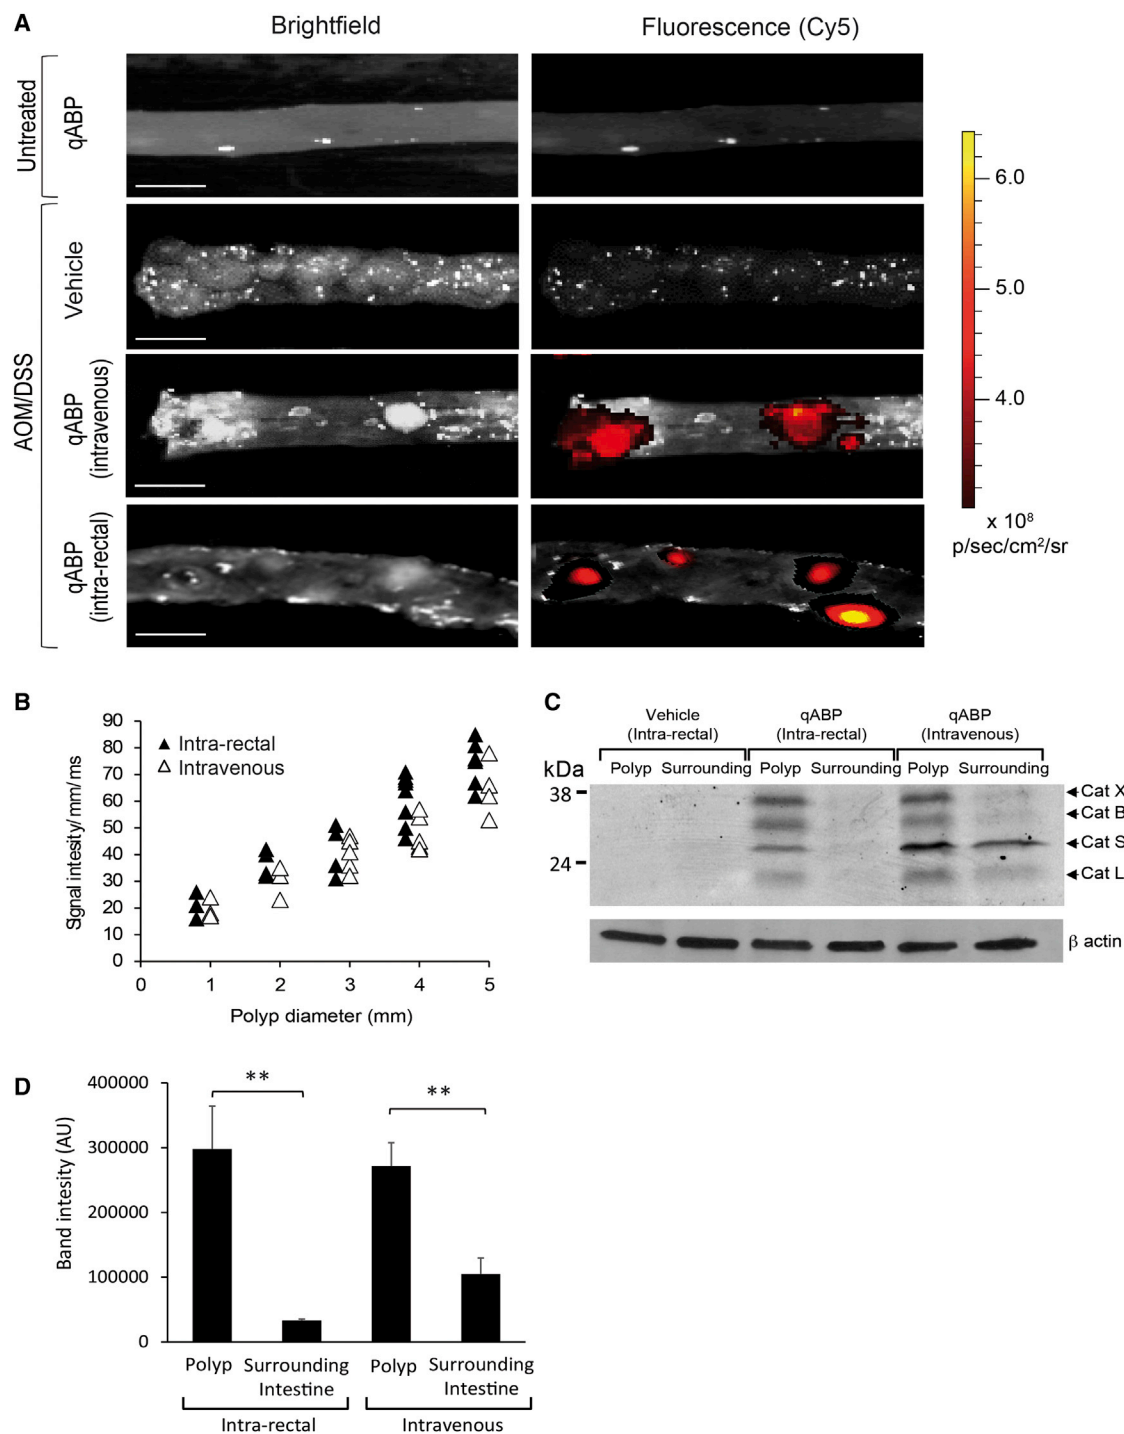 A
Brightfield
Fluorescence (Cy5)
Untreated
qABP
AOM/DSS
Vehicle
qABP
(intravenous)
qABP
(intra-rectal)
6.0
5.0
4.0
x 10⁸
p/sec/cm²/sr
B
Signal intesity/mm/ms
90
80
70
60
50
40
30
20
10
0
Intra-rectal
Intravenous
0 1 2 3 4 5
Polyp diameter (mm)
C
Vehicle
(Intra-rectal)
qABP
(Intra-rectal)
qABP
(Intravenous)
kDa
Polyp Surrounding Polyp Surrounding Polyp Surrounding
38
24
Cat X
Cat B
Cat S
Cat L
β actin
D
Band intesity (AU)
400000
300000
200000
100000
0
**
**
Polyp
Surrounding
Intestine
Polyp
Surrounding
Intestine
Intra-rectal
Intravenous